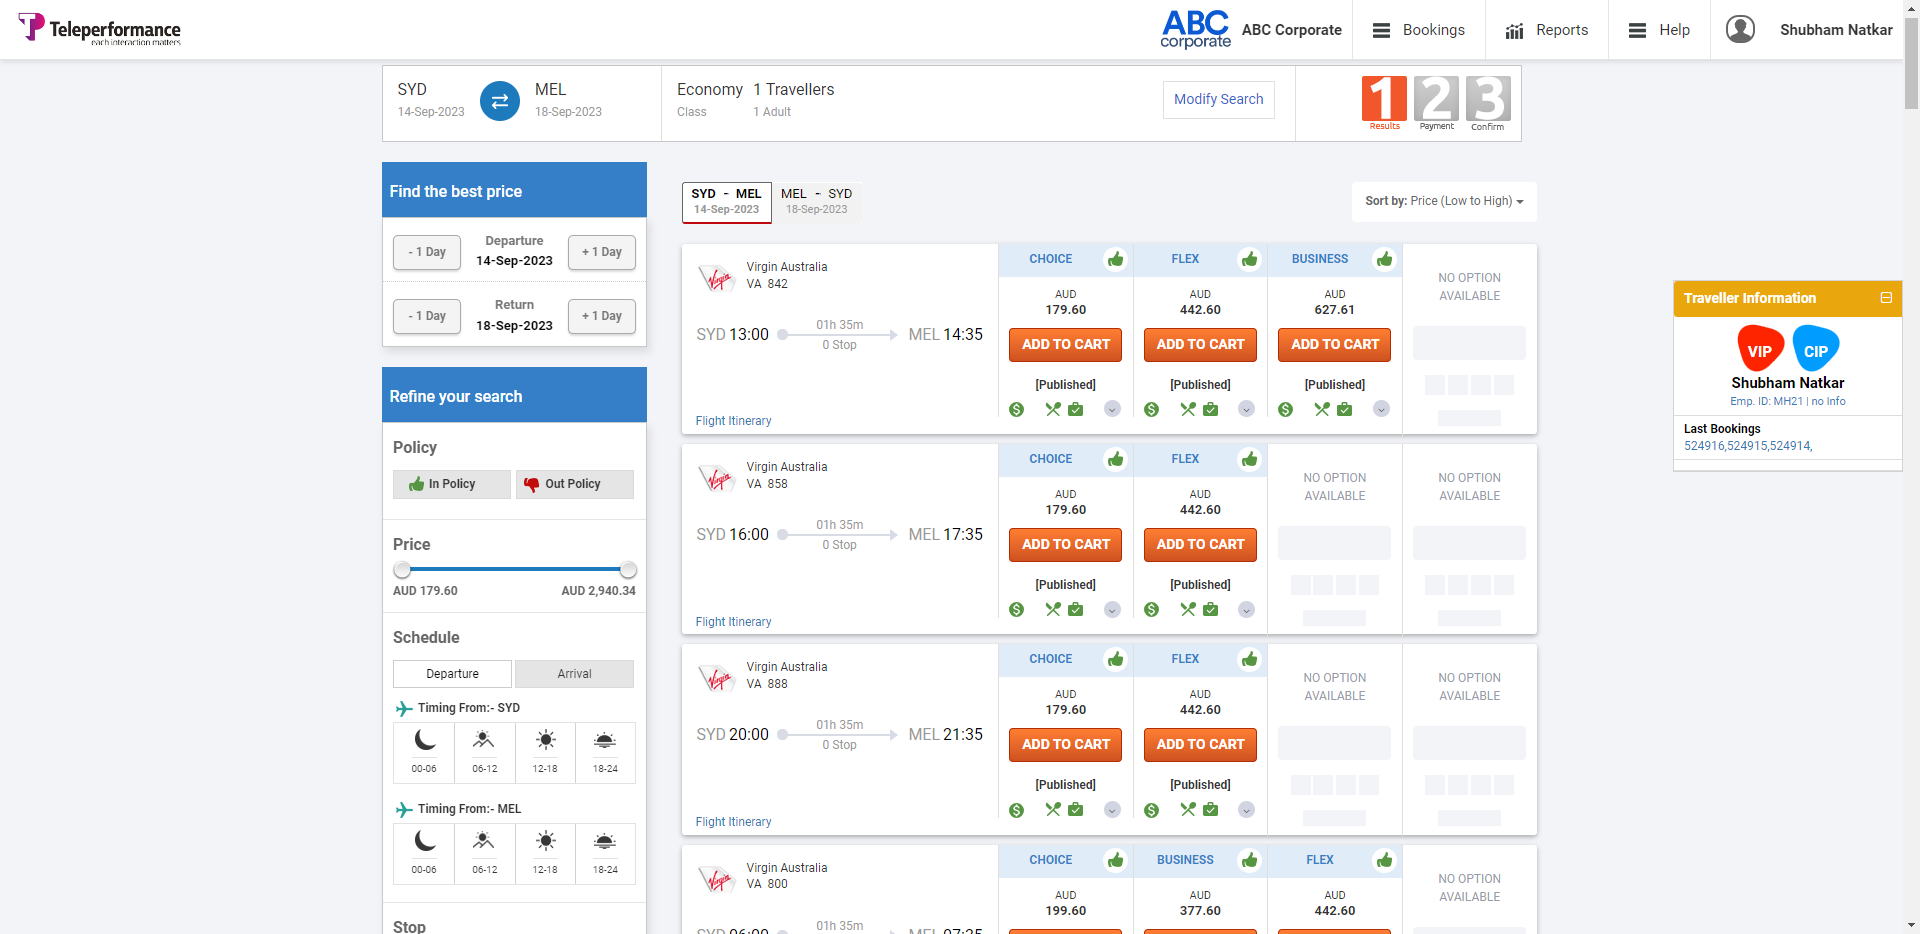 Teleperformance
each interaction matters
ABC
corporate
ABC Corporate
Bookings
Reports
Help
Shubham Natkar
SYD
14-Sep-2023
MEL
18-Sep-2023
Economy
Class
1 Travellers
1 Adult
Modify Search
1
Results
2
Payment
3
Confirm
Find the best price
- 1 Day
Departure
14-Sep-2023
+ 1 Day
- 1 Day
Return
18-Sep-2023
+ 1 Day
Refine your search
Policy
In Policy
Out Policy
Price
AUD 179.60
AUD 2,940.34
Schedule
Departure
Arrival
Timing From:- SYD
00-06
06-12
12-18
18-24
Timing From:- MEL
00-06
06-12
12-18
18-24
Stop
SYD - MEL
14-Sep-2023
MEL - SYD
18-Sep-2023
Sort by: Price (Low to High)
Virgin
Virgin Australia
VA 842
SYD 13:00
01h 35m
0 Stop
MEL 14:35
Flight Itinerary
CHOICE
AUD
179.60
ADD TO CART
[Published]
FLEX
AUD
442.60
ADD TO CART
[Published]
BUSINESS
AUD
627.61
ADD TO CART
[Published]
NO OPTION
AVAILABLE
Virgin
Virgin Australia
VA 858
SYD 16:00
01h 35m
0 Stop
MEL 17:35
Flight Itinerary
CHOICE
AUD
179.60
ADD TO CART
[Published]
FLEX
AUD
442.60
ADD TO CART
[Published]
NO OPTION
AVAILABLE
NO OPTION
AVAILABLE
Virgin
Virgin Australia
VA 888
SYD 20:00
01h 35m
0 Stop
MEL 21:35
Flight Itinerary
CHOICE
AUD
179.60
ADD TO CART
[Published]
FLEX
AUD
442.60
ADD TO CART
[Published]
NO OPTION
AVAILABLE
NO OPTION
AVAILABLE
Virgin
Virgin Australia
VA 800
SYD 06:00
01h 35m
MEL 07:35
CHOICE
AUD
199.60
BUSINESS
AUD
377.60
FLEX
AUD
442.60
NO OPTION
AVAILABLE
Traveller Information
VIP
CIP
Shubham Natkar
Emp. ID: MH21 | no Info
Last Bookings
524916,524915,524914,